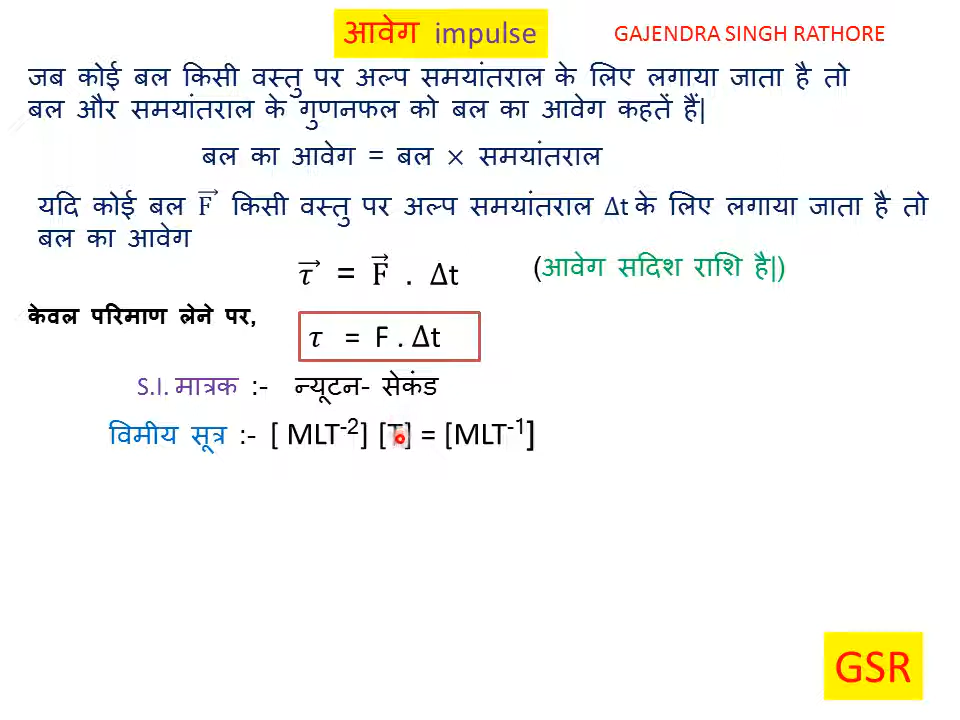 आवेग impulse
GAJENDRA SINGH RATHORE
जब कोई बल किसी वस्तु पर अल्प समयांतराल के लिए लगाया जाता है तो
बल और समयांतराल के गुणनफल को बल का आवेग कहतें हैं|
बल का आवेग = बल × समयांतराल
यदि कोई बल F⃗ किसी वस्तु पर अल्प समयांतराल Δt के लिए लगाया जाता है तो
बल का आवेग
τ⃗ = F⃗ . Δt (आवेग सदिश राशि है|)
केवल परिमाण लेने पर,
τ = F . Δt
S.I. मात्रक :- न्यूटन- सेकंड
विमीय सूत्र :- [ MLT⁻²] [T] = [MLT⁻¹]
GSR